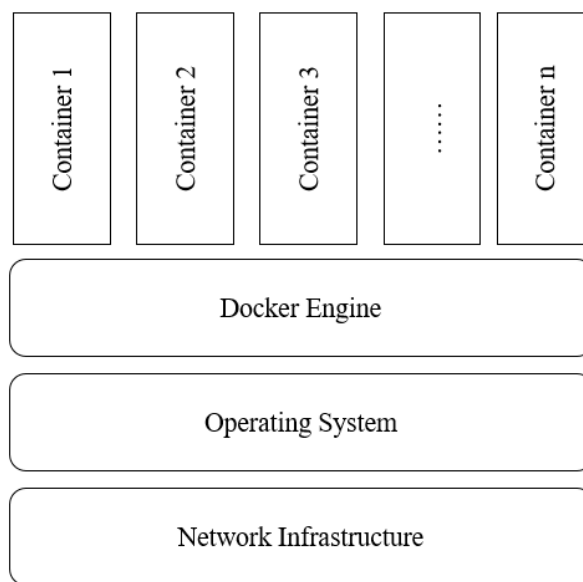 Container 1
Container 2
Container 3
......
Container n
Docker Engine
Operating System
Network Infrastructure